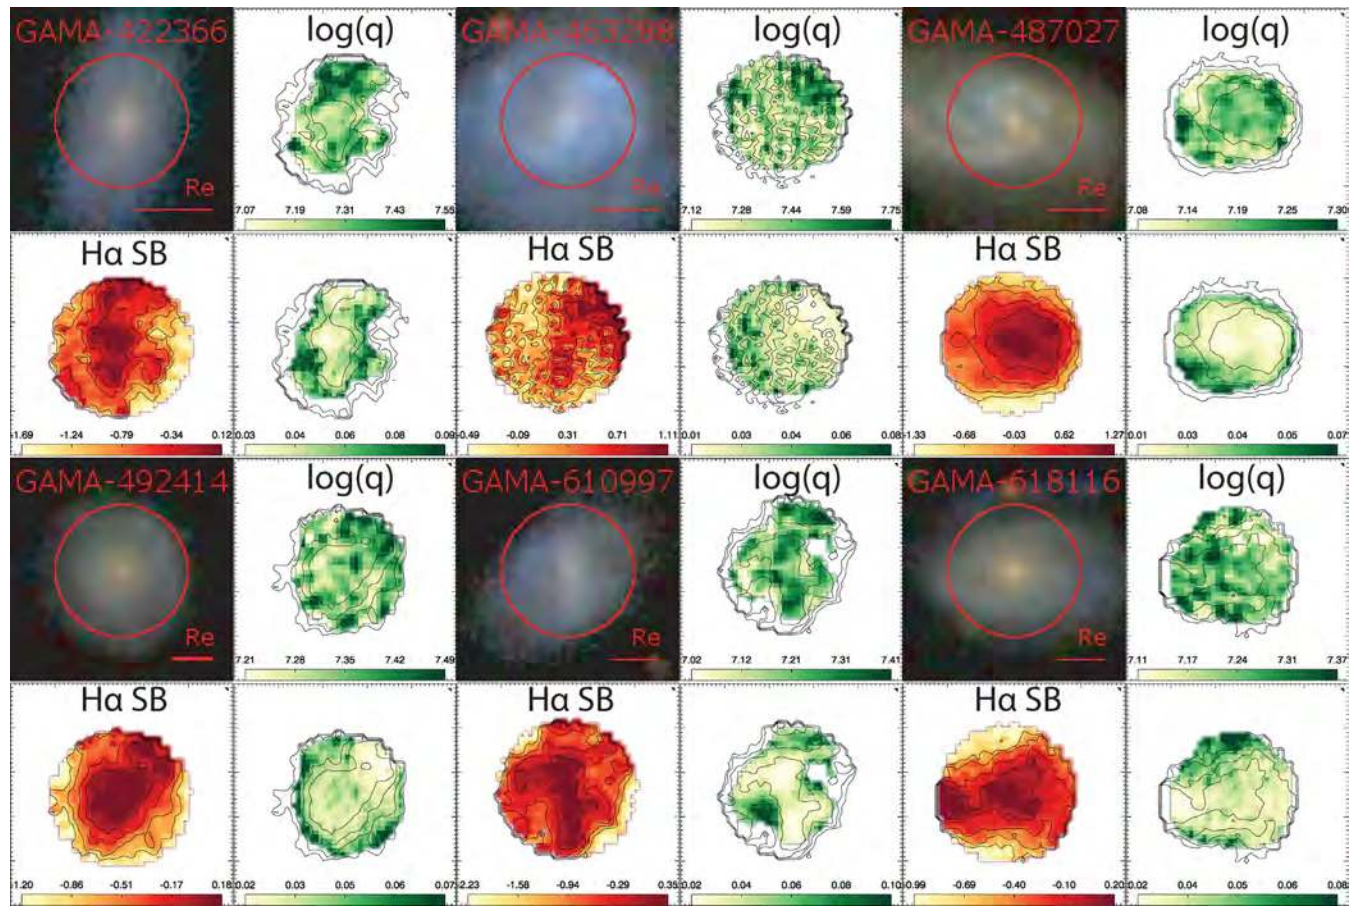 GAMA-422366 log(q) GAMA-463288 log(q) GAMA-487027 log(q)
Re Re Re
7.07 7.19 7.31 7.43 7.55 7.12 7.28 7.44 7.59 7.75 7.08 7.14 7.19 7.25 7.30
Hα SB Hα SB Hα SB
-1.69 -1.24 -0.79 -0.34 0.12 0.03 0.04 0.06 0.08 0.09 -0.49 -0.09 0.31 0.71 1.11 0.01 0.03 0.04 0.06 0.08 -1.33 -0.68 -0.03 0.62 1.27 0.01 0.03 0.04 0.05 0.07
GAMA-492414 log(q) GAMA-610997 log(q) GAMA-618116 log(q)
Re Re Re
7.21 7.28 7.35 7.42 7.49 7.02 7.12 7.21 7.31 7.41 7.11 7.17 7.24 7.31 7.37
Hα SB Hα SB Hα SB
-1.20 -0.86 -0.51 -0.17 0.18 0.02 0.03 0.05 0.06 0.07 -2.23 -1.58 -0.94 -0.29 0.35 0.02 0.04 0.06 0.08 0.10 -0.99 -0.69 -0.40 -0.10 0.20 0.02 0.04 0.05 0.06 0.08